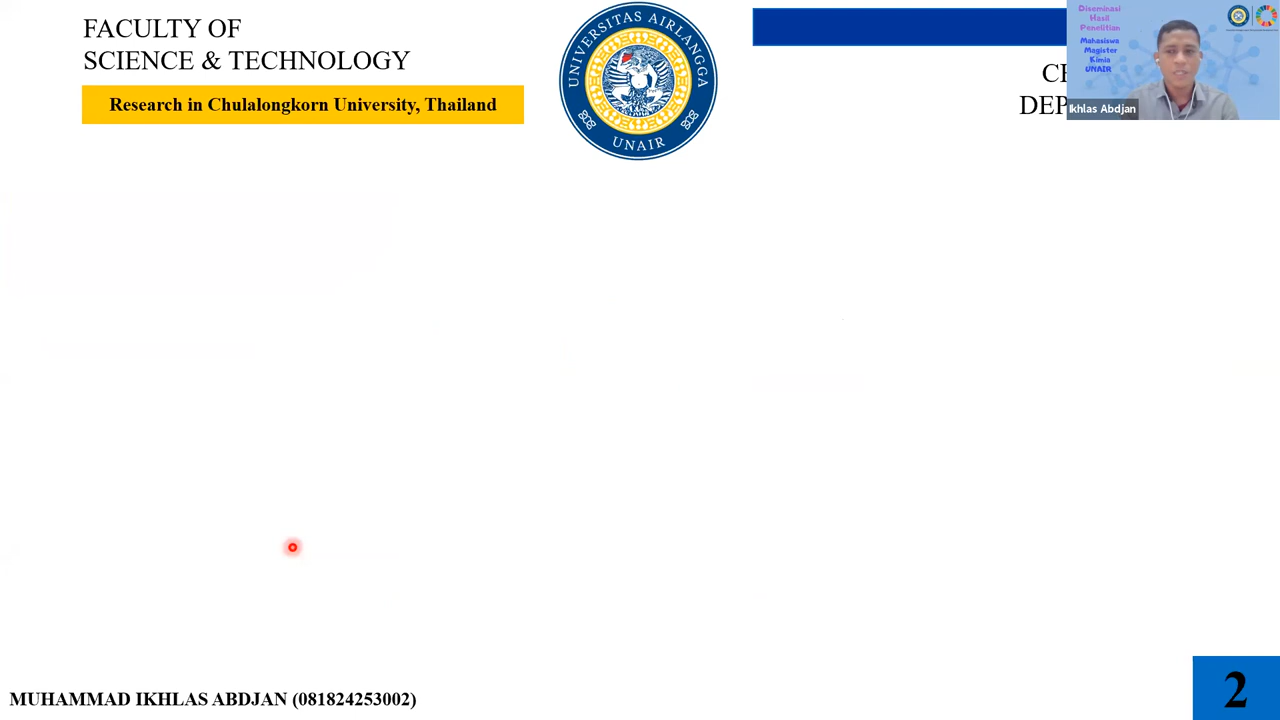 FACULTY OF
SCIENCE & TECHNOLOGY
Research in Chulalongkorn University, Thailand
UNIVERSITAS AIRLANGGA
UNAIR
Diseminasi
Hasil
Penelitian
Mahasiswa
Magister
Kimia
UNAIR
Ikhlas Abdjan
MUHAMMAD IKHLAS ABDJAN (081824253002)
2